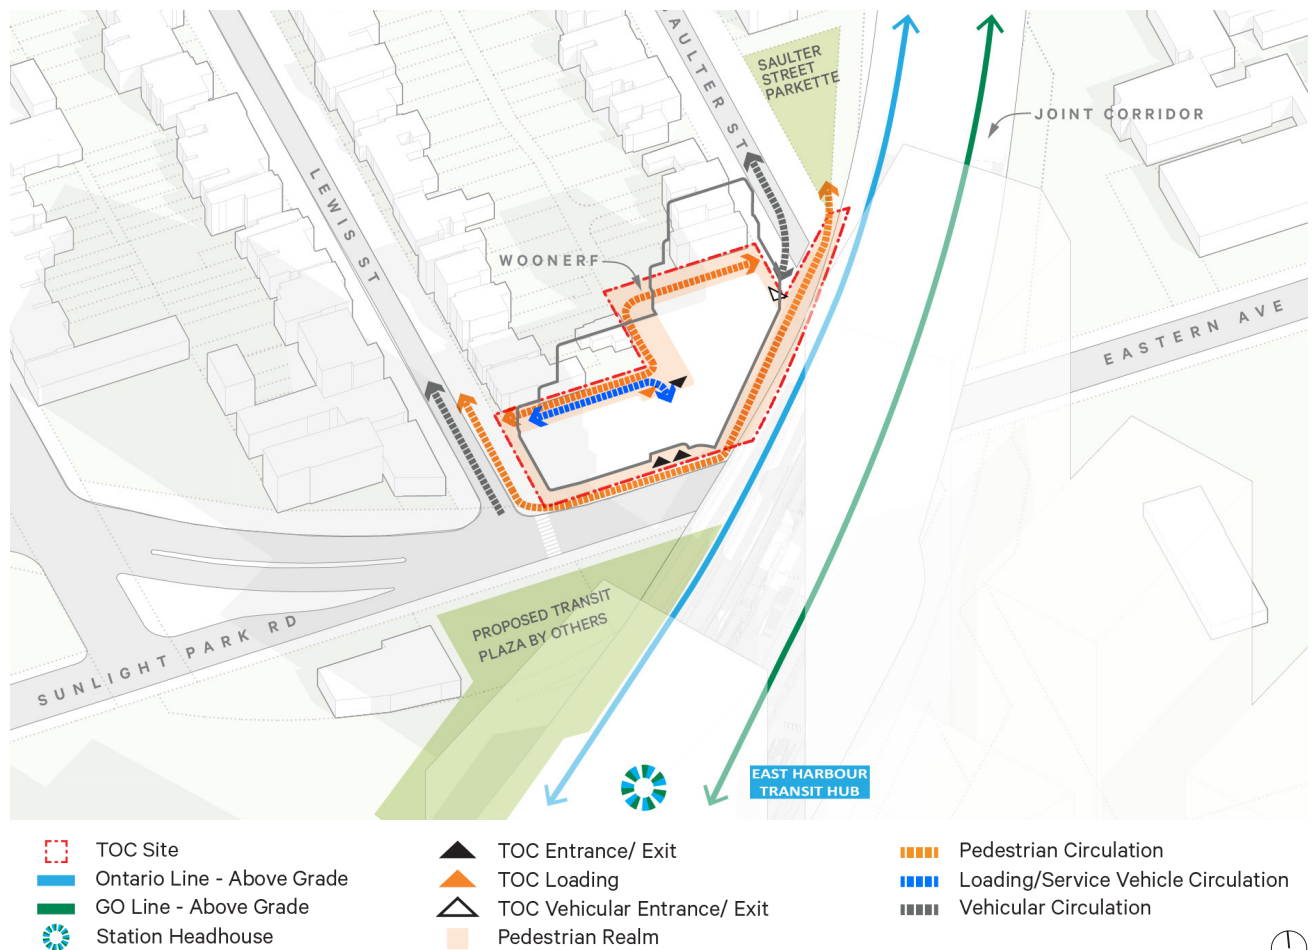 AULTER ST
SAULTER
STREET
PARKETTE
JOINT CORRIDOR
LEWIS ST
WOONERF
EASTERN AVE
PROPOSED TRANSIT
PLAZA BY OTHERS
SUNLIGHT PARK RD
EAST HARBOUR
TRANSIT HUB
TOC Site
Ontario Line - Above Grade
GO Line - Above Grade
Station Headhouse
TOC Entrance/ Exit
TOC Loading
TOC Vehicular Entrance/ Exit
Pedestrian Realm
Pedestrian Circulation
Loading/Service Vehicle Circulation
Vehicular Circulation